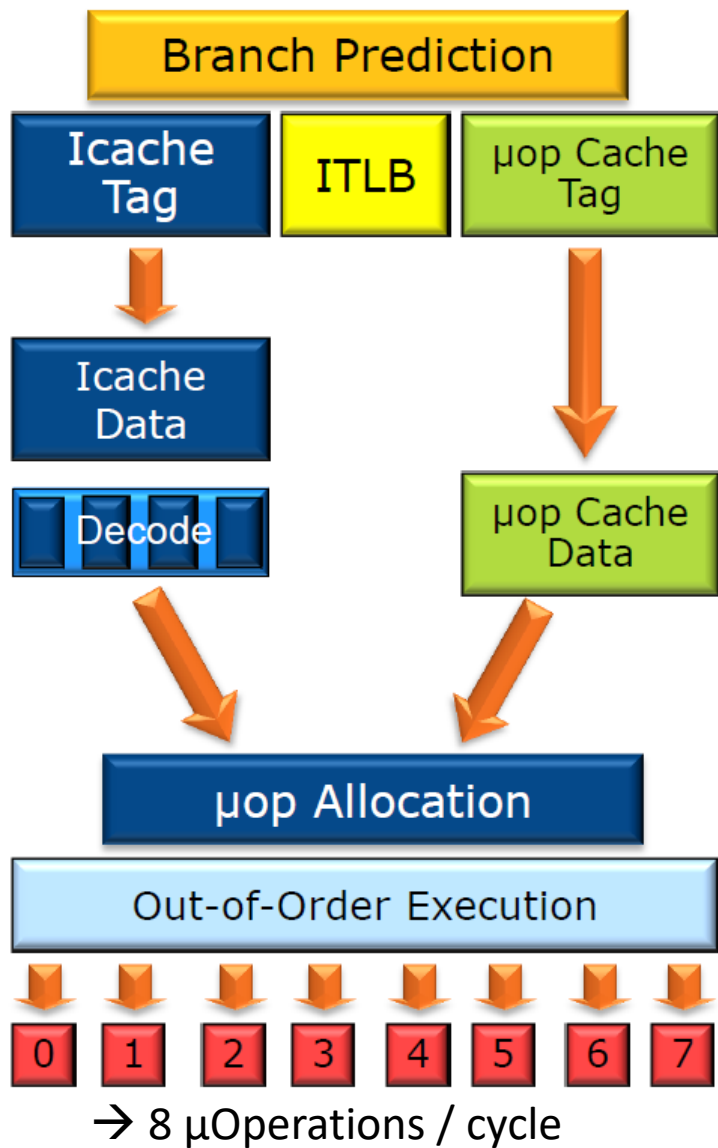 Branch Prediction
Icache
Tag
ITLB
µop Cache
Tag
Icache
Data
Decode
µop Cache
Data
µop Allocation
Out-of-Order Execution
0 1 2 3 4 5 6 7
→ 8 µOperations / cycle